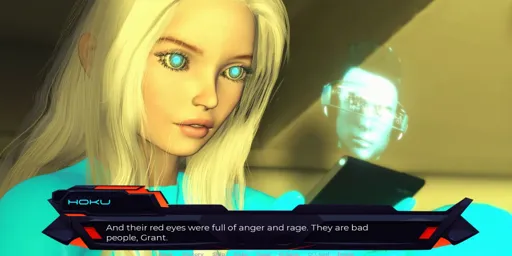 HOKU
And their red eyes were full of anger and rage. They are bad
people, Grant.